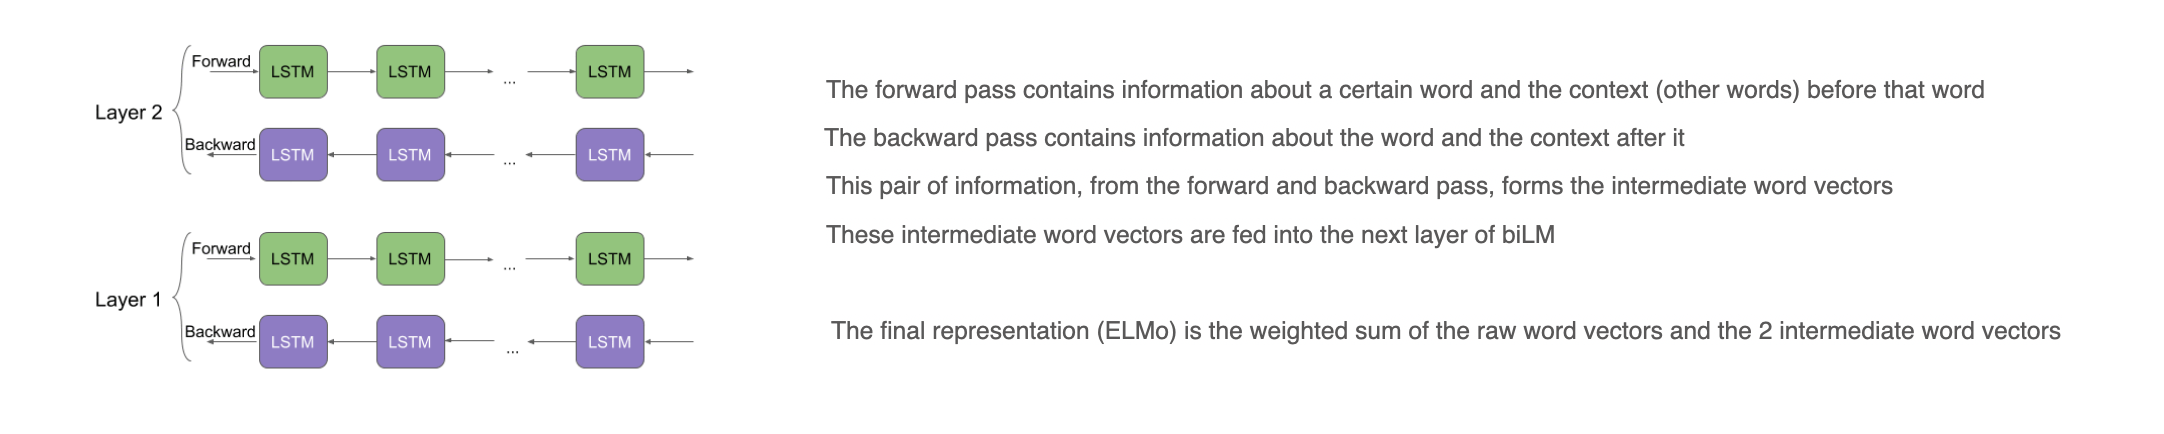 Forward
LSTM
LSTM
...
LSTM
Layer 2
Backward
LSTM
LSTM
...
LSTM
Forward
LSTM
LSTM
...
LSTM
Layer 1
Backward
LSTM
LSTM
...
LSTM
The forward pass contains information about a certain word and the context (other words) before that word
The backward pass contains information about the word and the context after it
This pair of information, from the forward and backward pass, forms the intermediate word vectors
These intermediate word vectors are fed into the next layer of biLM
The final representation (ELMo) is the weighted sum of the raw word vectors and the 2 intermediate word vectors